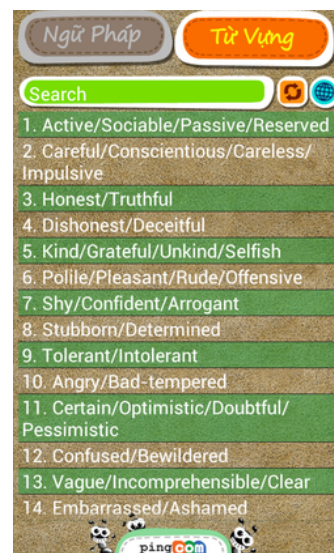 Ngữ Pháp
Từ Vựng
Search
1. Active/Sociable/Passive/Reserved
2. Careful/Conscientious/Careless/
Impulsive
3. Honest/Truthful
4. Dishonest/Deceitful
5. Kind/Grateful/Unkind/Selfish
6. Polile/Pleasant/Rude/Offensive
7. Shy/Confident/Arrogant
8. Stubborn/Determined
9. Tolerant/Intolerant
10. Angry/Bad-tempered
11. Certain/Optimistic/Doubtful/
Pessimistic
12. Confused/Bewildered
13. Vague/Incomprehensible/Clear
14. Embarrassed/Ashamed
pingcom